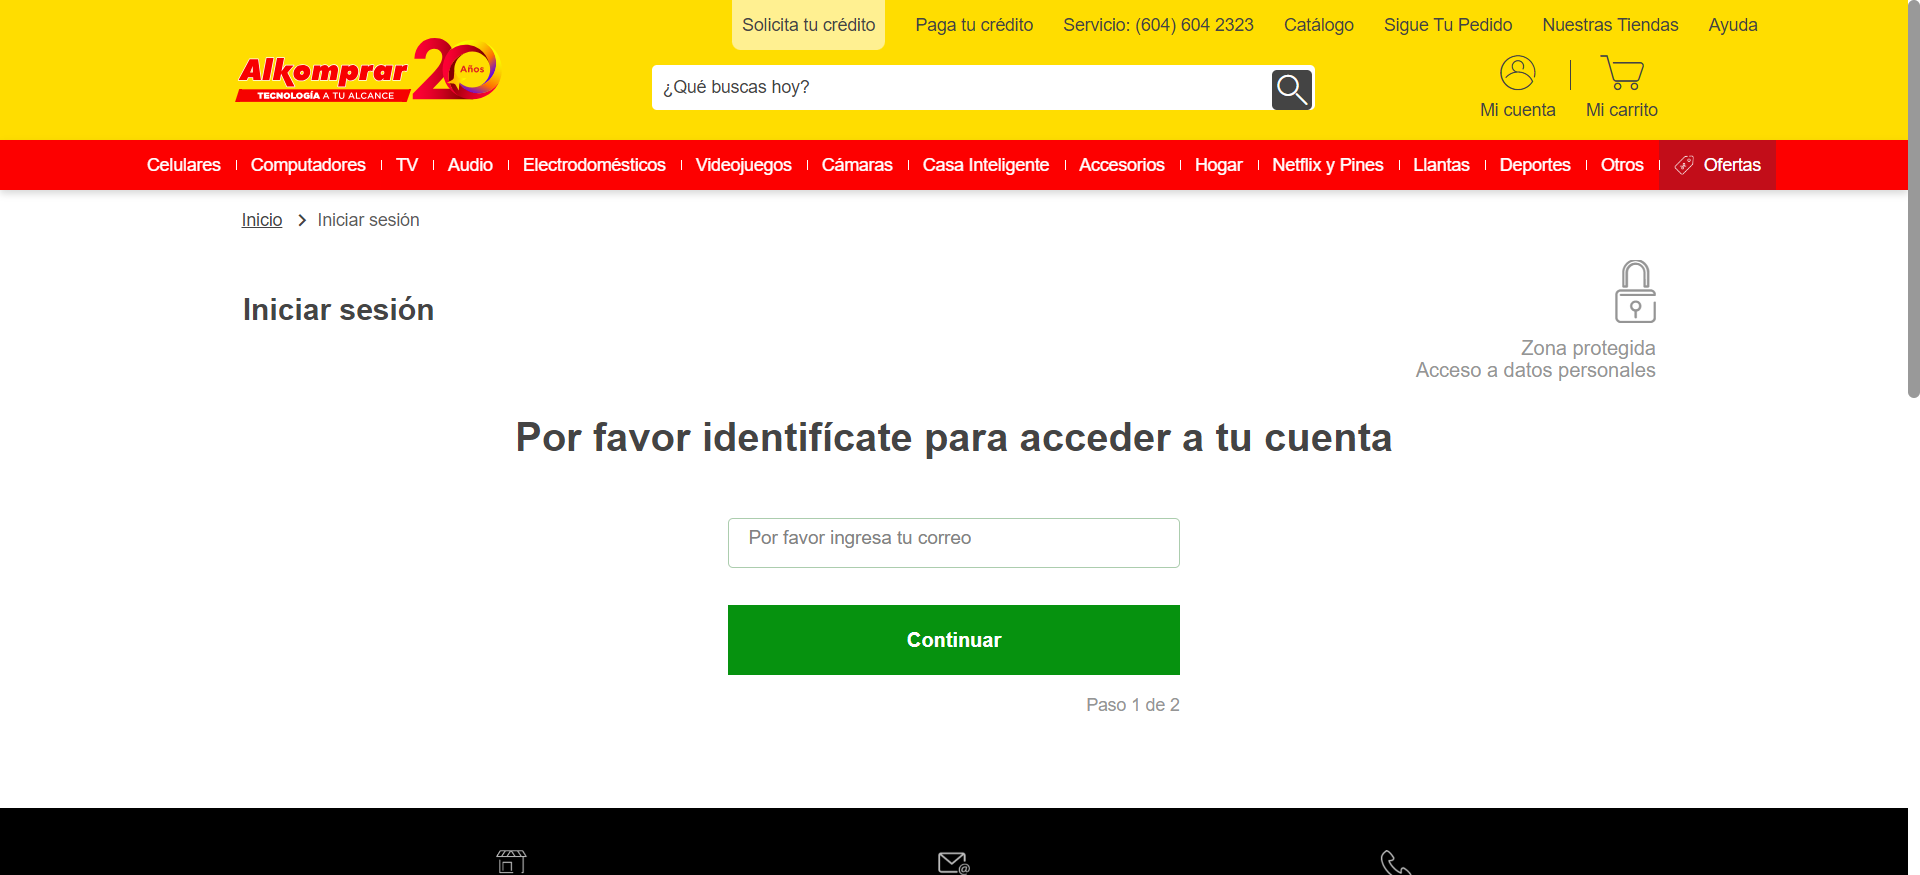 Solicita tu crédito Paga tu crédito Servicio: (604) 604 2323 Catálogo Sigue Tu Pedido Nuestras Tiendas Ayuda
Alkomprar 20 Años
TECNOLOGÍA A TU ALCANCE
¿Qué buscas hoy?
Mi cuenta Mi carrito
Celulares Computadores TV Audio Electrodomésticos Videojuegos Cámaras Casa Inteligente Accesorios Hogar Netflix y Pines Llantas Deportes Otros Ofertas
Inicio Iniciar sesión
Iniciar sesión
Zona protegida
Acceso a datos personales
Por favor identifícate para acceder a tu cuenta
Por favor ingresa tu correo
Continuar
Paso 1 de 2